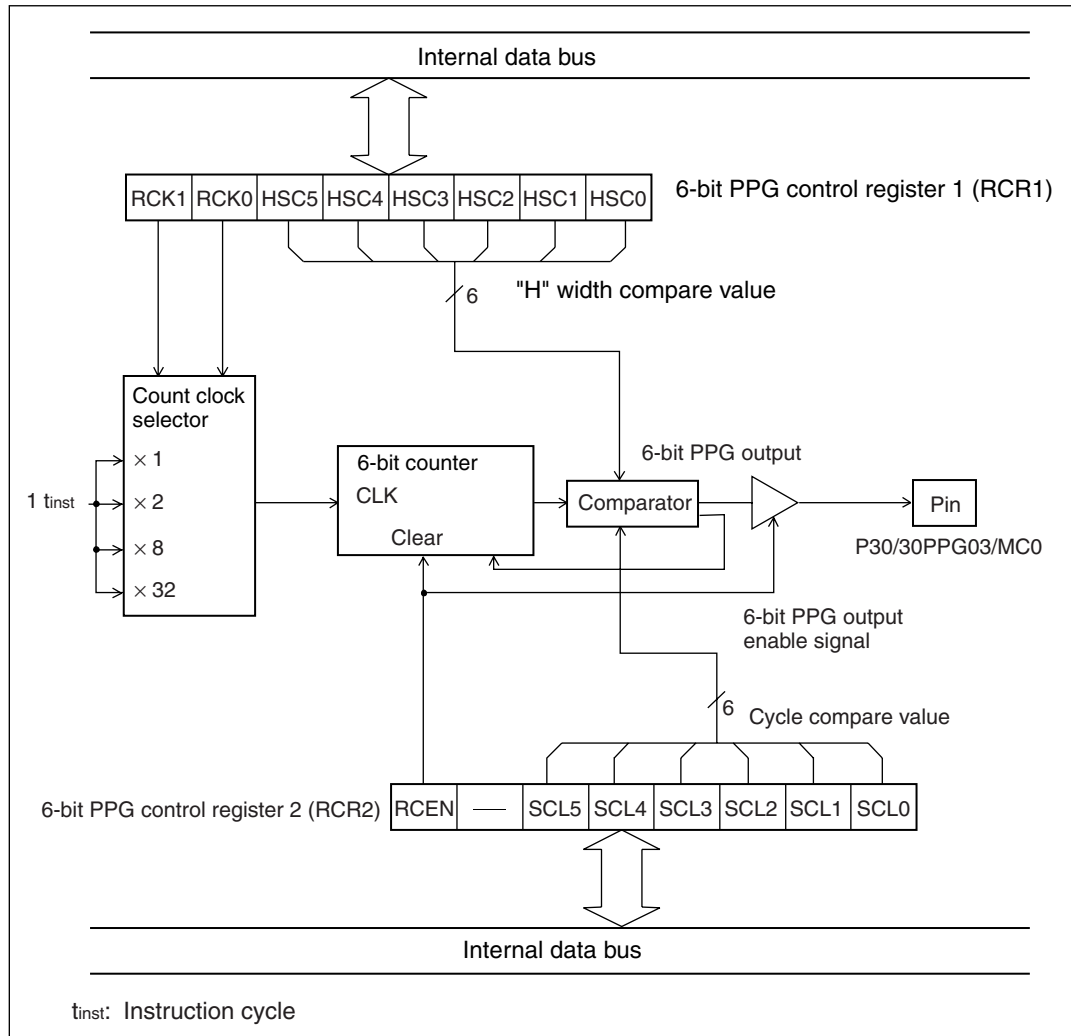 Internal data bus
RCK1 RCK0 HSC5 HSC4 HSC3 HSC2 HSC1 HSC0
6-bit PPG control register 1 (RCR1)
6
"H" width compare value
Count clock
selector
× 1
× 2
× 8
× 32
1 tinst
6-bit counter
CLK
Clear
Comparator
6-bit PPG output
Pin
P30/30PPG03/MC0
6-bit PPG output
enable signal
6
Cycle compare value
6-bit PPG control register 2 (RCR2)
RCEN — SCL5 SCL4 SCL3 SCL2 SCL1 SCL0
Internal data bus
tinst: Instruction cycle